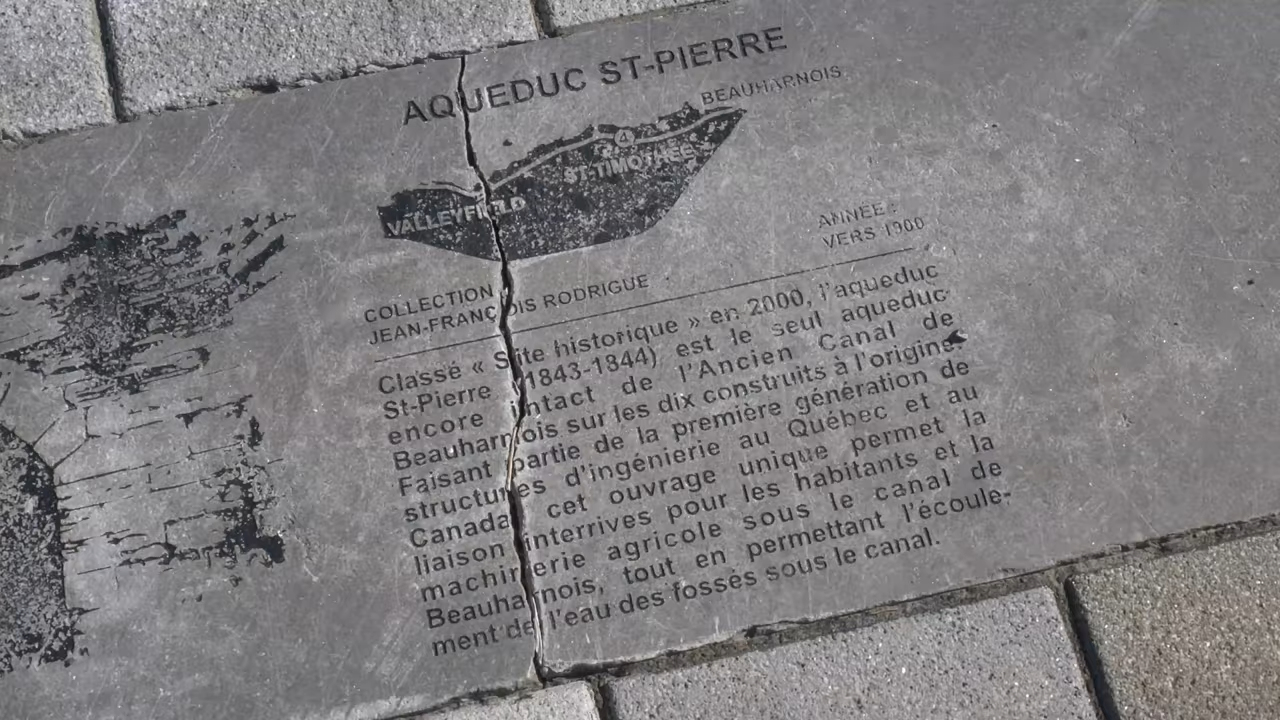 AQUEDUC ST-PIERRE
BEAUHARNOIS
4
ST-TIMOTHÉE
VALLEYFIELD
ANNÉE :
VERS 1900
COLLECTION
JEAN-FRANÇOIS RODRIGUE
Classé « Site historique » en 2000, l'aqueduc
St-Pierre (1843-1844) est le seul aqueduc
encore intact de l'Ancien Canal de
Beauharnois sur les dix construits à l'origine.
Faisant partie de la première génération de
structures d'ingénierie au Québec et au
Canada, cet ouvrage unique permet la
liaison interrives pour les habitants et la
machinerie agricole sous le canal de
Beauharnois, tout en permettant l'écoule-
ment de l'eau des fossés sous le canal.